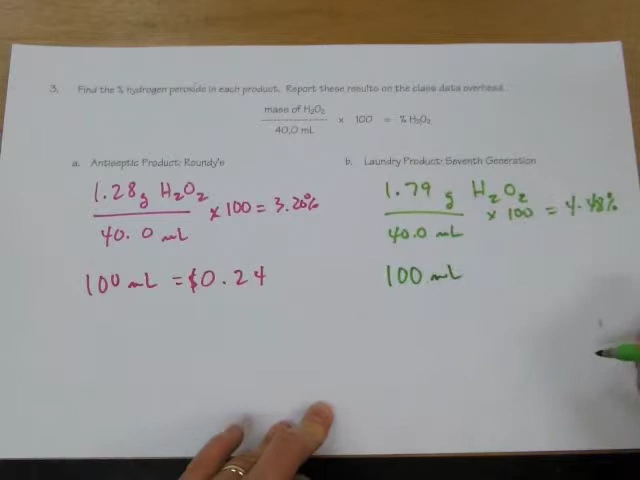 3. Find the % hydrogen peroxide in each product. Report these results on the class data overhead.
mass of H₂O₂
40.0 mL
x 100 = % H₂O₂
a. Antiseptic Product: Roundy's
1.28g H₂O₂
40.0 mL
x 100 = 3.20%
100 mL = $0.24
b. Laundry Product: Seventh Generation
1.79 g H₂O₂
40.0 mL
x 100 = 4.48%
100 mL